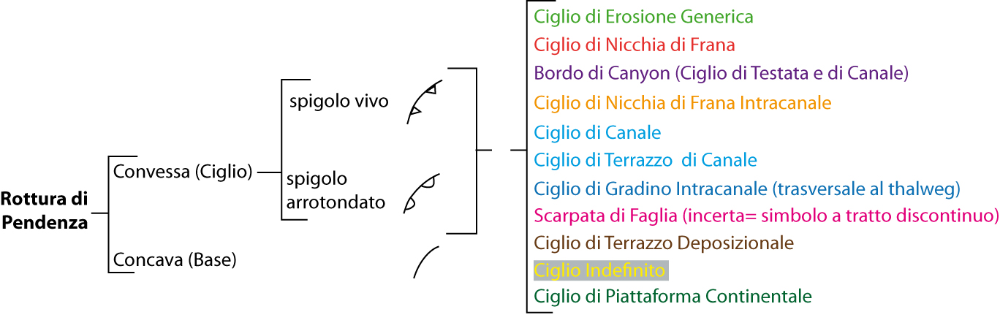 Rottura di
Pendenza
Convessa (Ciglio)
Concava (Base)
spigolo vivo
spigolo
arrotondato
Ciglio di Erosione Generica
Ciglio di Nicchia di Frana
Bordo di Canyon (Ciglio di Testata e di Canale)
Ciglio di Nicchia di Frana Intracanale
Ciglio di Canale
Ciglio di Terrazzo di Canale
Ciglio di Gradino Intracanale (trasversale al thalweg)
Scarpata di Faglia (incerta= simbolo a tratto discontinuo)
Ciglio di Terrazzo Deposizionale
Ciglio Indefinito
Ciglio di Piattaforma Continentale